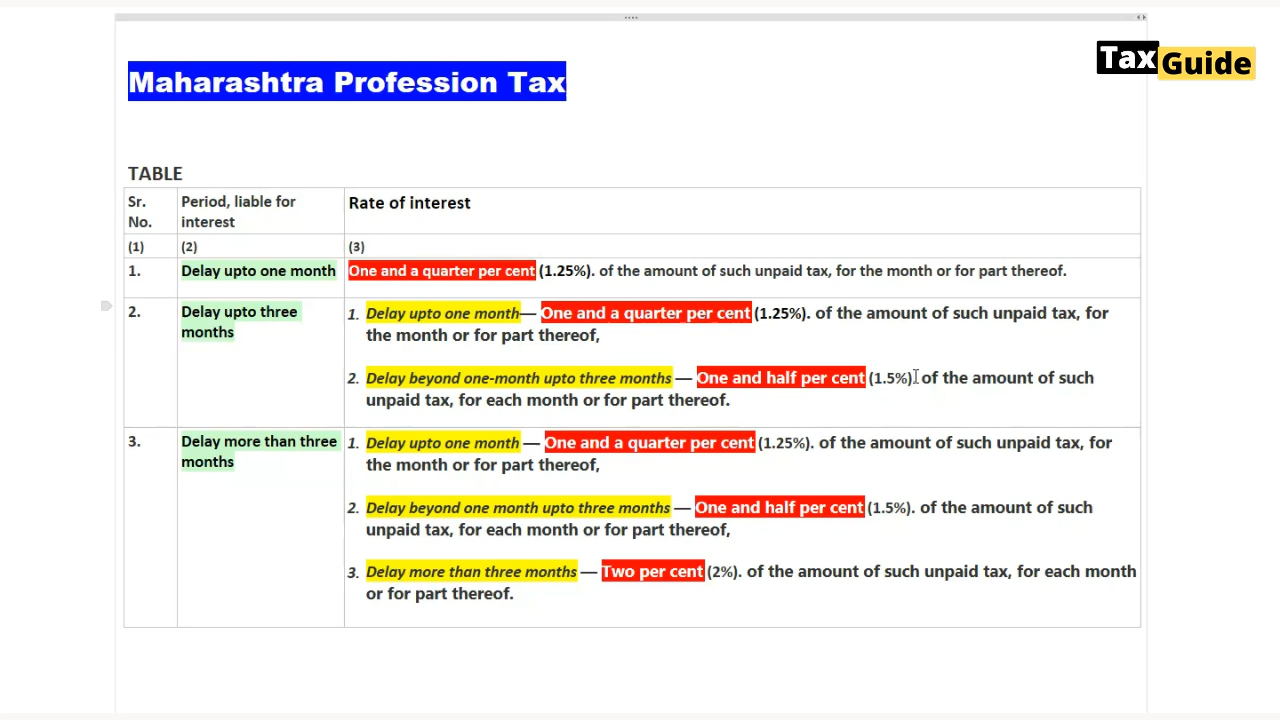 Tax Guide
Maharashtra Profession Tax
TABLE
Sr. No.
Period, liable for interest
Rate of interest
(1)
(2)
(3)
1.
Delay upto one month
One and a quarter per cent (1.25%). of the amount of such unpaid tax, for the month or for part thereof.
2.
Delay upto three
months
1. Delay upto one month— One and a quarter per cent (1.25%). of the amount of such unpaid tax, for
the month or for part thereof,
2. Delay beyond one-month upto three months — One and half per cent (1.5%). of the amount of such
unpaid tax, for each month or for part thereof.
3.
Delay more than three
months
1. Delay upto one month — One and a quarter per cent (1.25%). of the amount of such unpaid tax, for
the month or for part thereof,
2. Delay beyond one month upto three months — One and half per cent (1.5%). of the amount of such
unpaid tax, for each month or for part thereof,
3. Delay more than three months — Two per cent (2%). of the amount of such unpaid tax, for each month
or for part thereof.